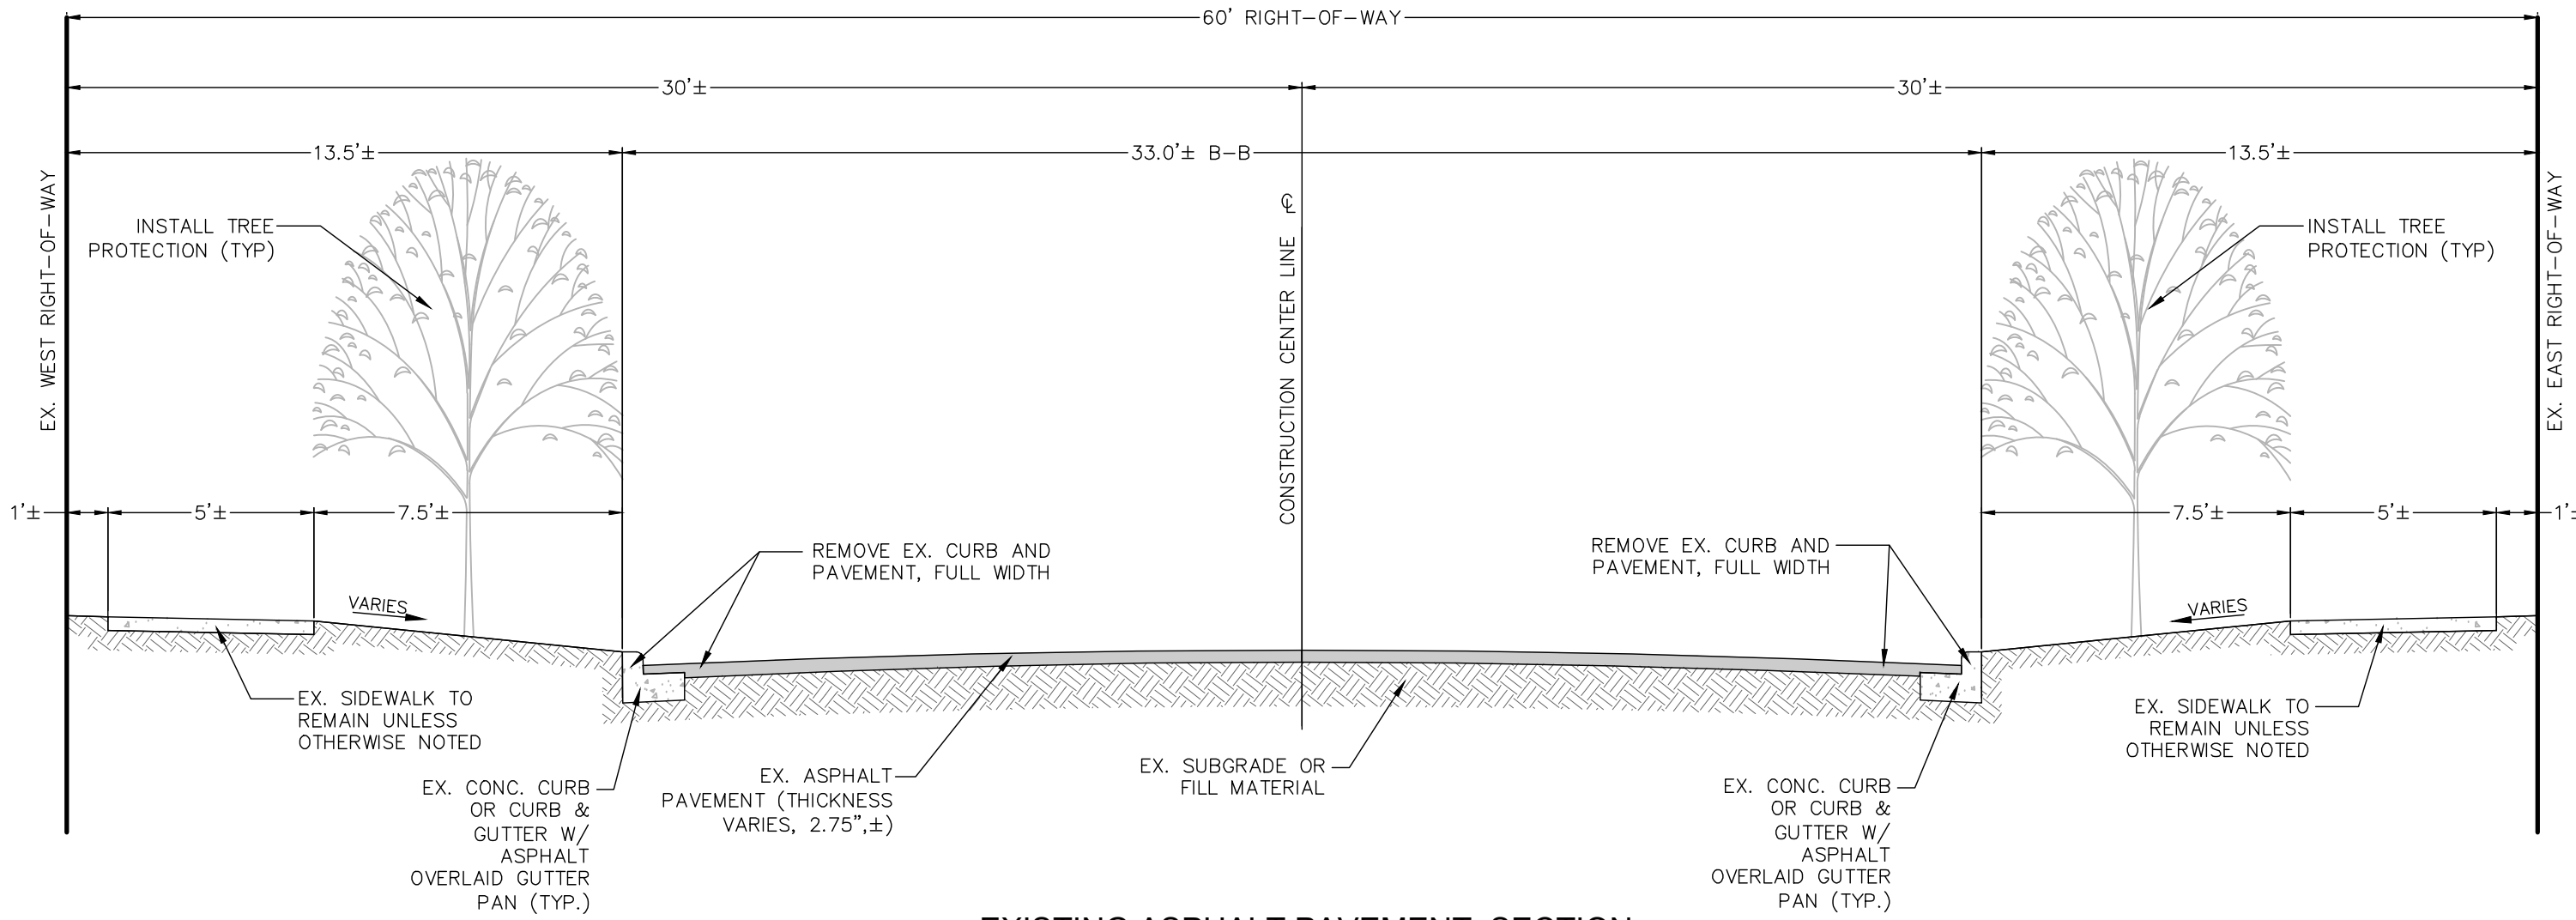 60' RIGHT-OF-WAY
30'±
30'±
13.5'±
33.0'± B-B
13.5'±
EX. WEST RIGHT-OF-WAY
INSTALL TREE
PROTECTION (TYP)
CONSTRUCTION CENTER LINE ℄
INSTALL TREE
PROTECTION (TYP)
EX. EAST RIGHT-OF-WAY
1'±
5'±
7.5'±
7.5'±
5'±
1'±
REMOVE EX. CURB AND
PAVEMENT, FULL WIDTH
REMOVE EX. CURB AND
PAVEMENT, FULL WIDTH
VARIES
VARIES
EX. SIDEWALK TO
REMAIN UNLESS
OTHERWISE NOTED
EX. CONC. CURB
OR CURB &
GUTTER W/
ASPHALT
OVERLAID GUTTER
PAN (TYP.)
EX. ASPHALT
PAVEMENT (THICKNESS
VARIES, 2.75",±)
EX. SUBGRADE OR
FILL MATERIAL
EX. CONC. CURB
OR CURB &
GUTTER W/
ASPHALT
OVERLAID GUTTER
PAN (TYP.)
EX. SIDEWALK TO
REMAIN UNLESS
OTHERWISE NOTED
EXISTING ASPHALT PAVEMENT SECTION